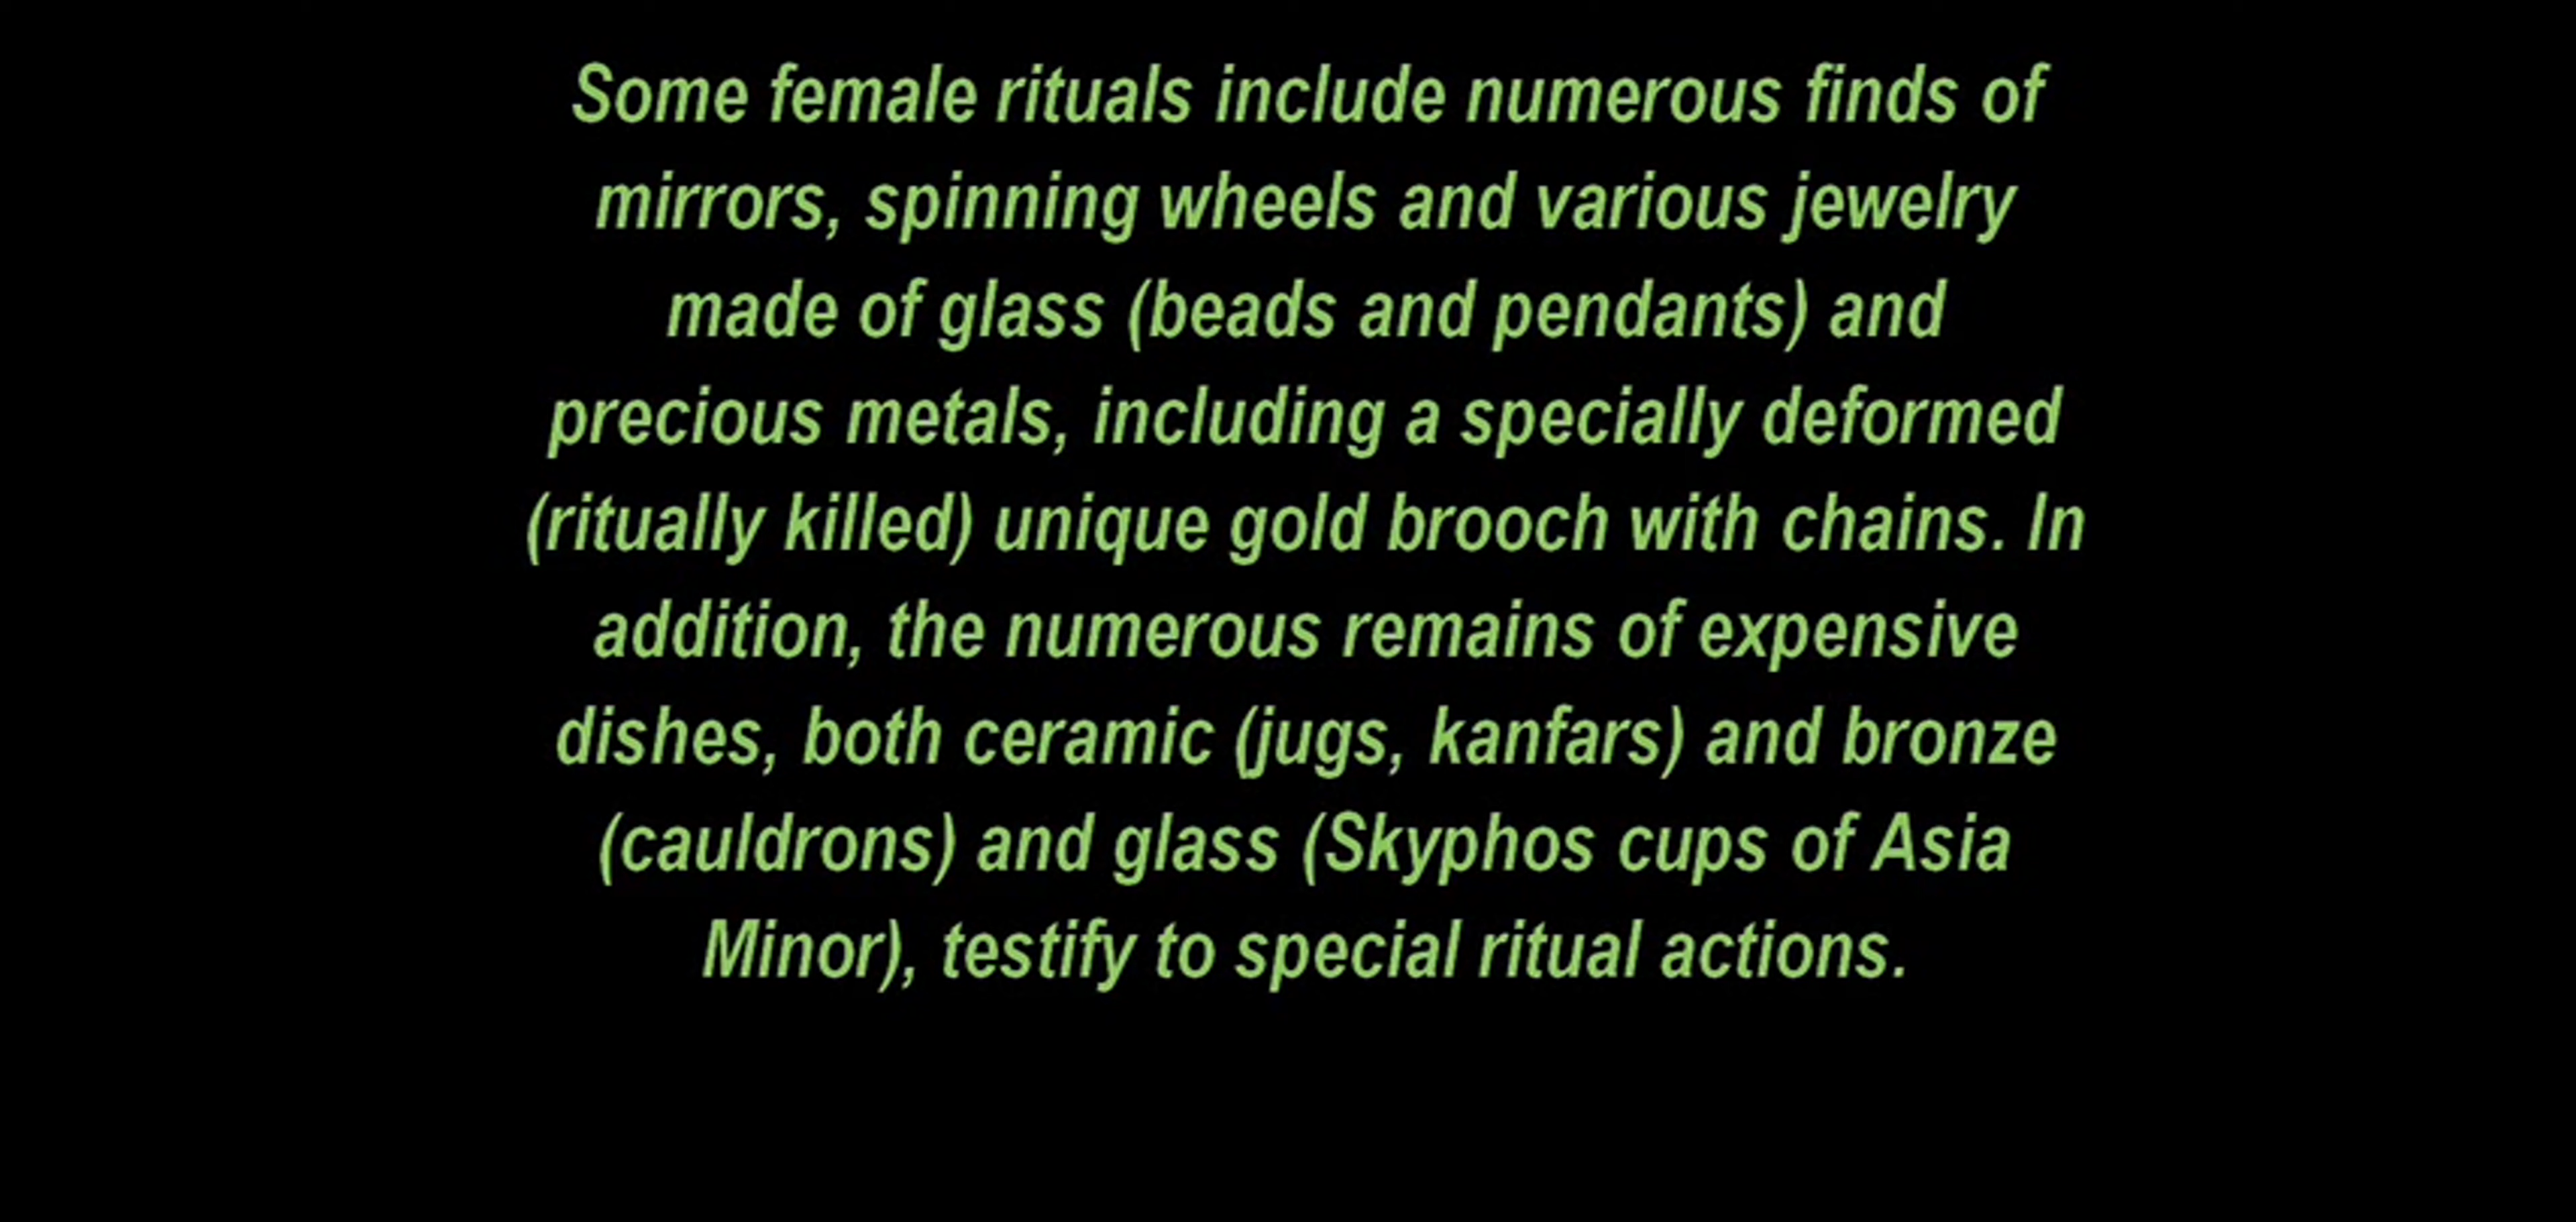 Some female rituals include numerous finds of
mirrors, spinning wheels and various jewelry
made of glass (beads and pendants) and
precious metals, including a specially deformed
(ritually killed) unique gold brooch with chains. In
addition, the numerous remains of expensive
dishes, both ceramic (jugs, kanfars) and bronze
(cauldrons) and glass (Skyphos cups of Asia
Minor), testify to special ritual actions.